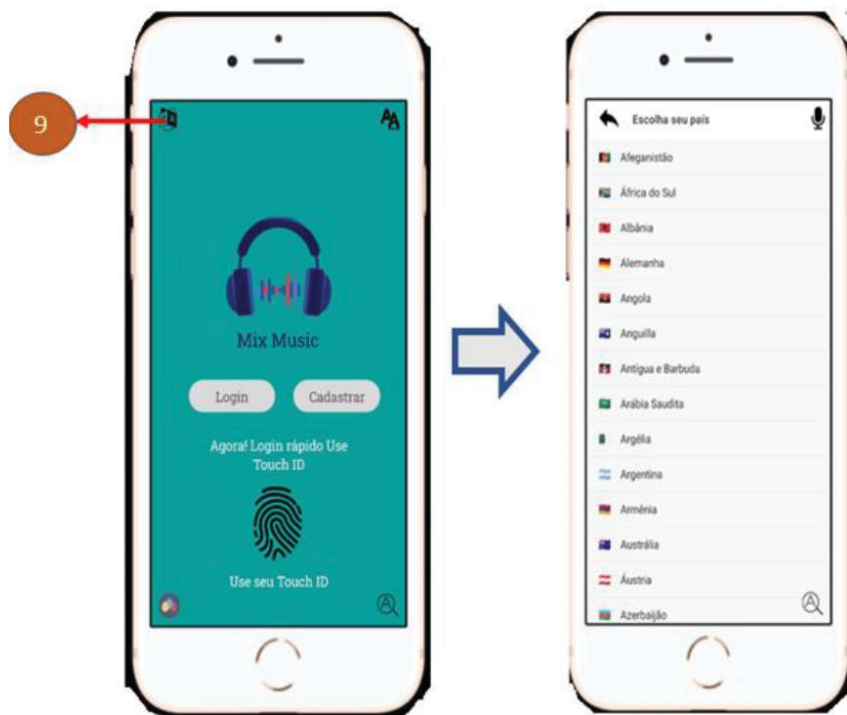 9
AA
Mix Music
Login
Cadastrar
Agora! Login rápido Use
Touch ID
Use seu Touch ID
A
Escolha seu país
Afeganistão
África do Sul
Albânia
Alemanha
Angola
Anguilla
Antígua e Barbuda
Arábia Saudita
Argélia
Argentina
Armênia
Austrália
Áustria
Azerbaijão
A